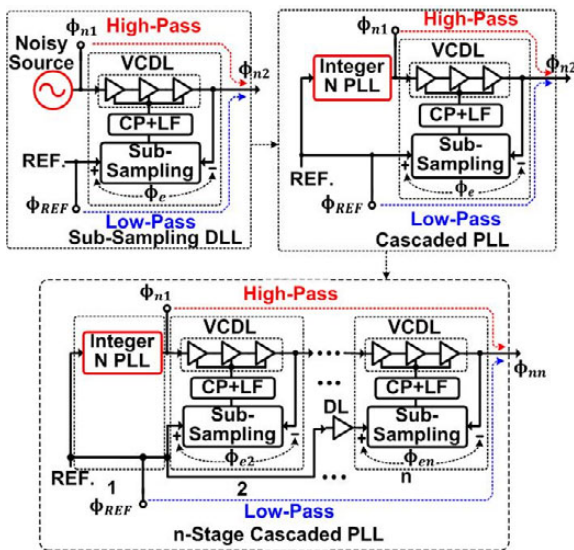 Noisy
Source
ϕn1
High-Pass
VCDL
ϕn2
CP+LF
Sub-
Sampling
REF.
+
−
ϕe
ϕREF
Low-Pass
Sub-Sampling DLL
Integer
N PLL
ϕn1
High-Pass
VCDL
ϕn2
CP+LF
Sub-
Sampling
REF.
+
−
ϕe
ϕREF
Low-Pass
Cascaded PLL
ϕn1
High-Pass
Integer
N PLL
VCDL
VCDL
ϕnn
CP+LF
CP+LF
DL
Sub-
Sampling
Sub-
Sampling
+
−
+
−
ϕe2
ϕen
REF.
1
2
n
ϕREF
Low-Pass
n-Stage Cascaded PLL